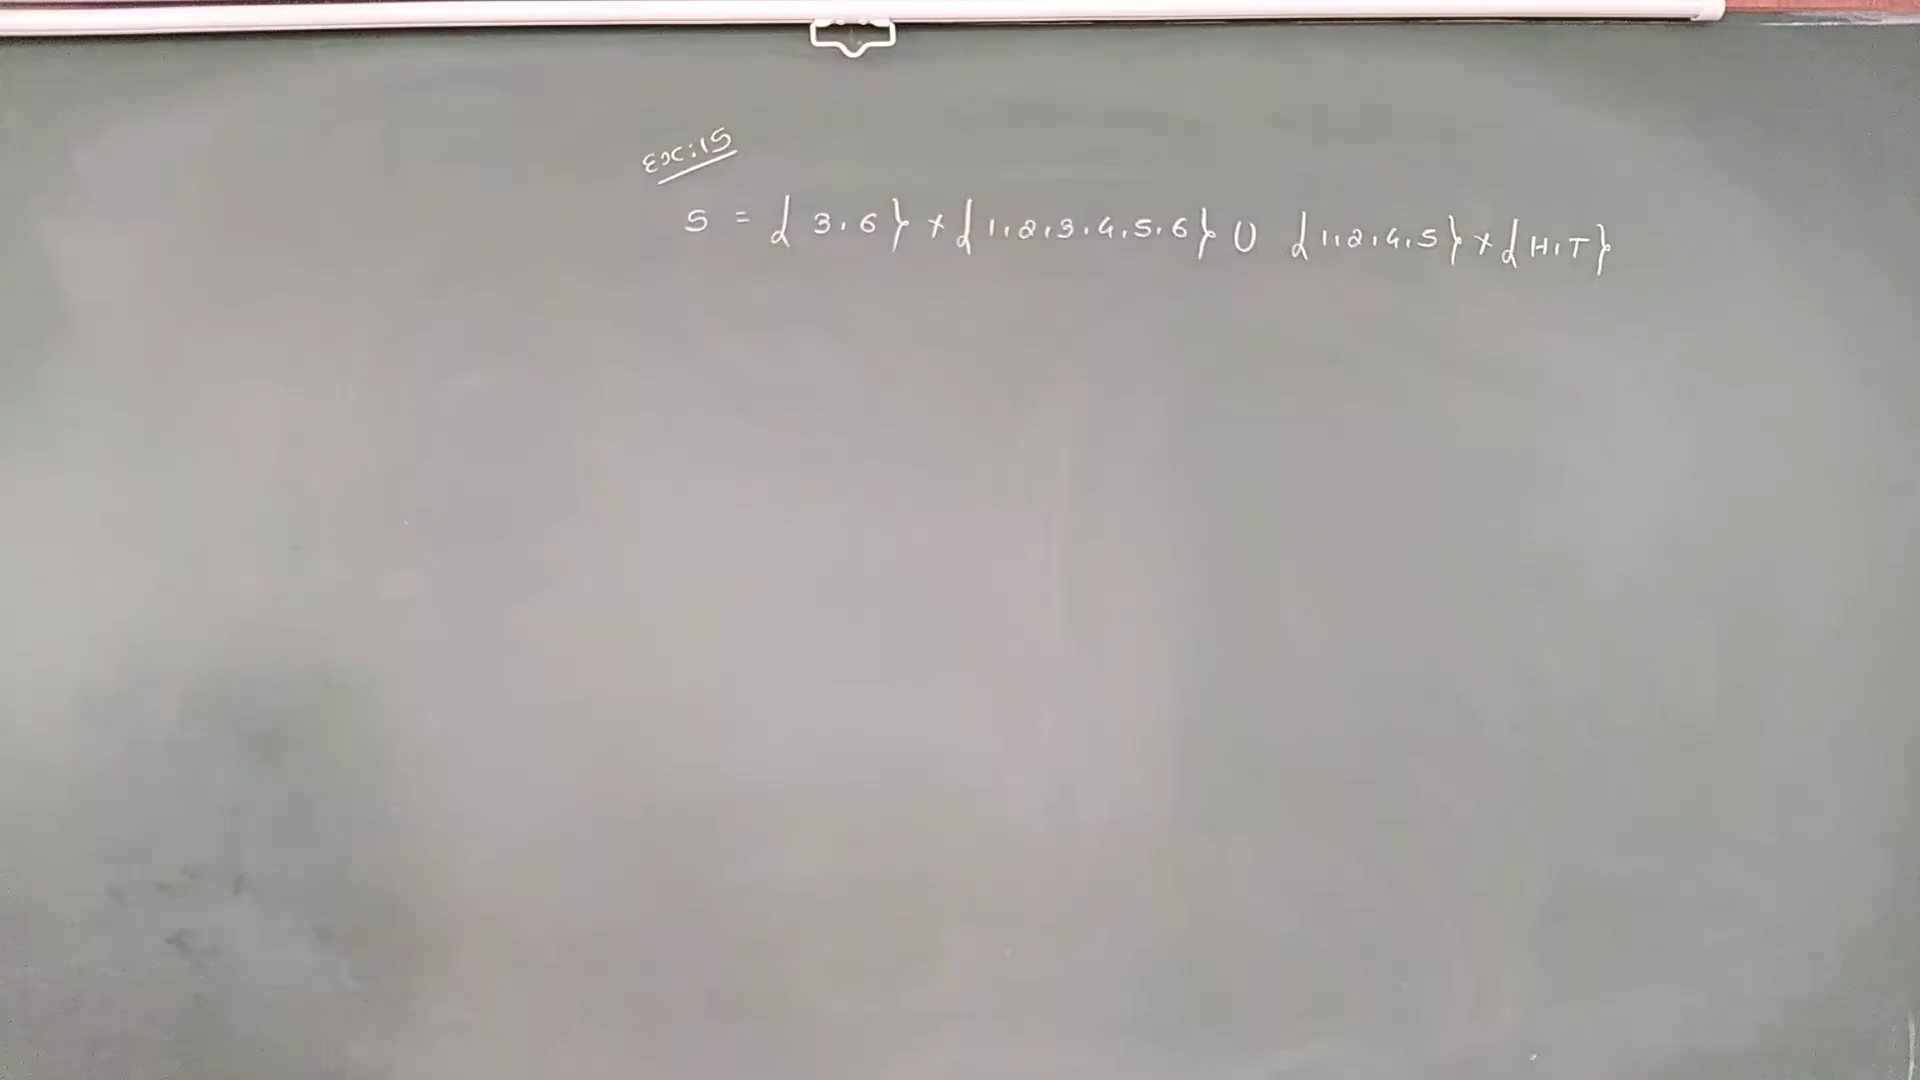 Ex:15
S = { 3, 6 } × { 1, 2, 3, 4, 5, 6 } ∪ { 1, 2, 4, 5 } × { H, T }